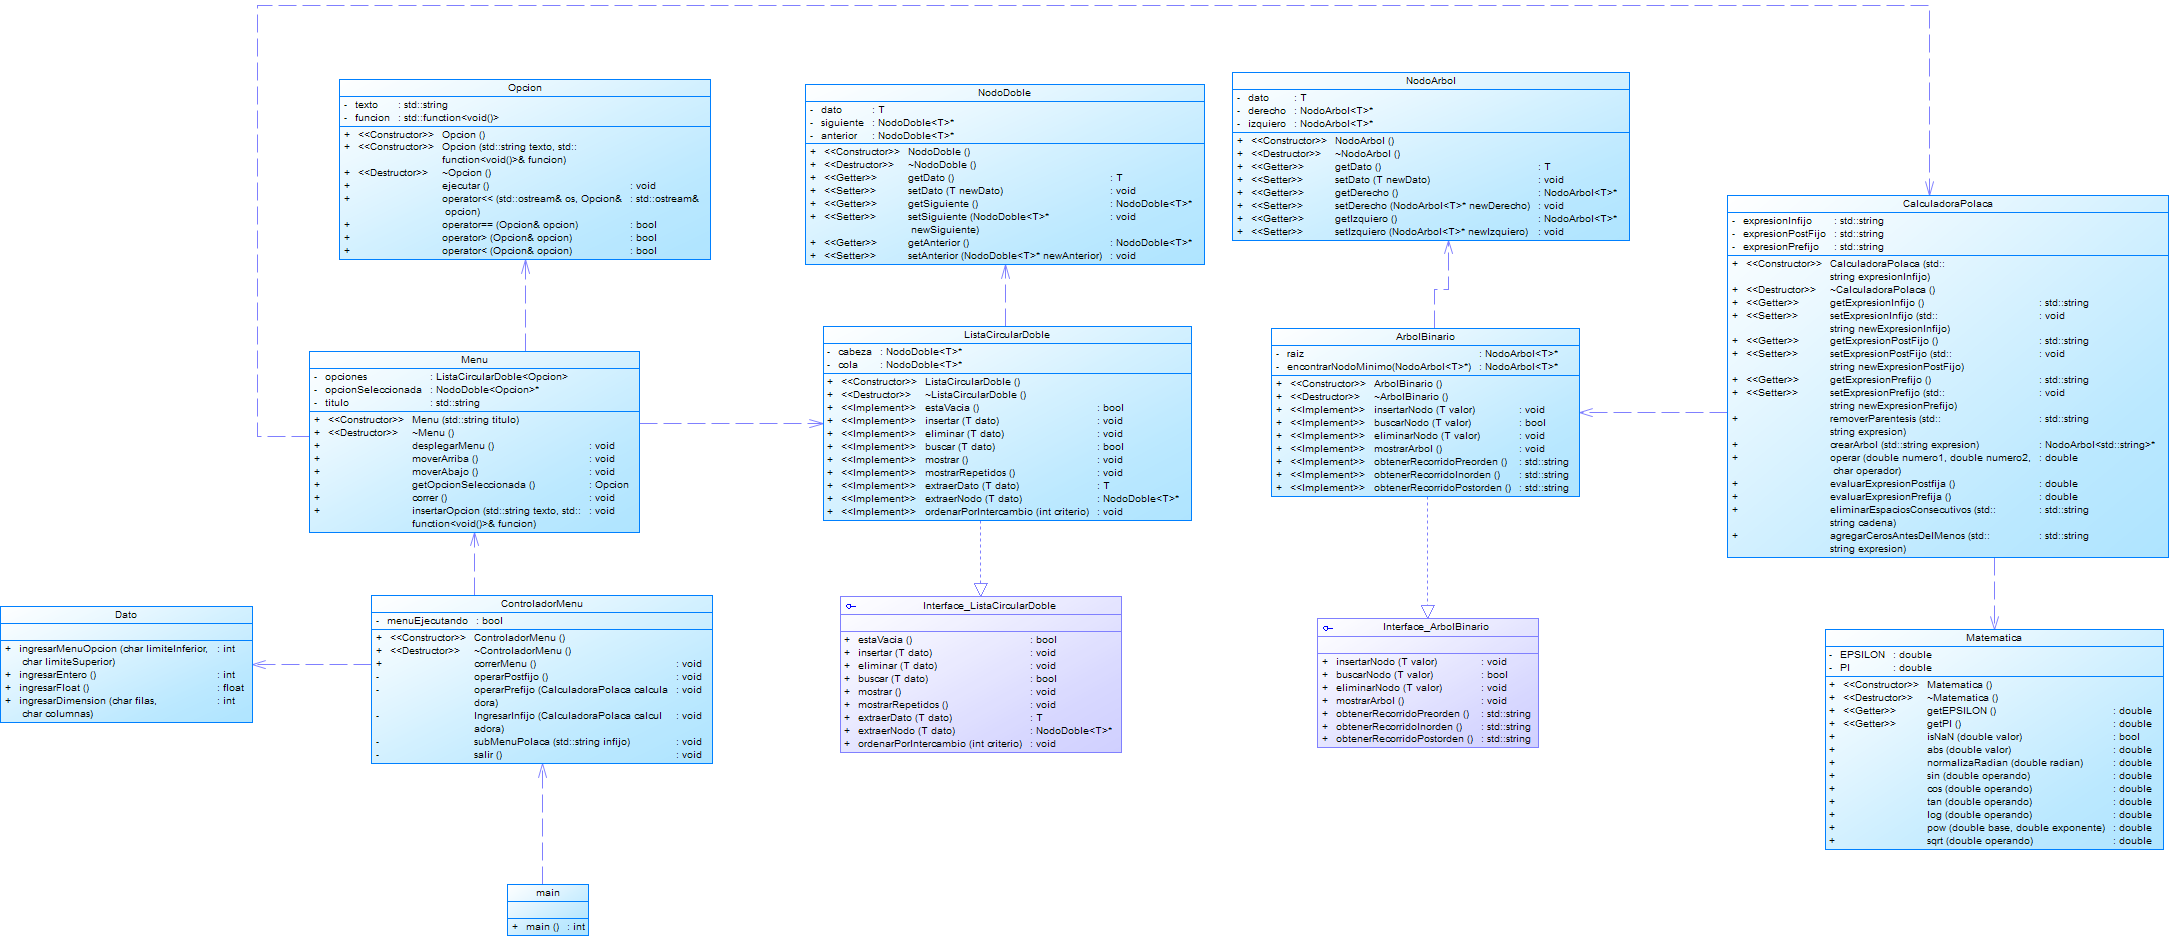 Opcion
- texto : std::string
- funcion : std::function<void()>
+ <<Constructor>> Opcion ()
+ <<Constructor>> Opcion (std::string texto, std::
function<void()>& funcion)
+ <<Destructor>> ~Opcion ()
+ ejecutar () : void
+ operator<< (std::ostream& os, Opcion& : std::ostream&
opcion)
+ operator== (Opcion& opcion) : bool
+ operator> (Opcion& opcion) : bool
+ operator< (Opcion& opcion) : bool
NodoDoble
- dato : T
- siguiente : NodoDoble<T>*
- anterior : NodoDoble<T>*
+ <<Constructor>> NodoDoble ()
+ <<Destructor>> ~NodoDoble ()
+ <<Getter>> getDato () : T
+ <<Setter>> setDato (T newDato) : void
+ <<Getter>> getSiguiente () : NodoDoble<T>*
+ <<Setter>> setSiguiente (NodoDoble<T>* : void
newSiguiente)
+ <<Getter>> getAnterior () : NodoDoble<T>*
+ <<Setter>> setAnterior (NodoDoble<T>* newAnterior) : void
NodoArbol
- dato : T
- derecho : NodoArbol<T>*
- izquiero : NodoArbol<T>*
+ <<Constructor>> NodoArbol ()
+ <<Destructor>> ~NodoArbol ()
+ <<Getter>> getDato () : T
+ <<Setter>> setDato (T newDato) : void
+ <<Getter>> getDerecho () : NodoArbol<T>*
+ <<Setter>> setDerecho (NodoArbol<T>* newDerecho) : void
+ <<Getter>> getIzquiero () : NodoArbol<T>*
+ <<Setter>> setIzquiero (NodoArbol<T>* newIzquiero) : void
CalculadoraPolaca
- expresionInfijo : std::string
- expresionPostFijo : std::string
- expresionPrefijo : std::string
+ <<Constructor>> CalculadoraPolaca (std::
string expresionInfijo)
+ <<Destructor>> ~CalculadoraPolaca ()
+ <<Getter>> getExpresionInfijo () : std::string
+ <<Setter>> setExpresionInfijo (std:: : void
string newExpresionInfijo)
+ <<Getter>> getExpresionPostFijo () : std::string
+ <<Setter>> setExpresionPostFijo (std:: : void
string newExpresionPostFijo)
+ <<Getter>> getExpresionPrefijo () : std::string
+ <<Setter>> setExpresionPrefijo (std:: : void
string newExpresionPrefijo)
+ removerParentesis (std:: : std::string
string expresion)
+ crearArbol (std::string expresion) : NodoArbol<std::string>*
+ operar (double numero1, double numero2, : double
char operador)
+ evaluarExpresionPostfija () : double
+ evaluarExpresionPrefija () : double
+ eliminarEspaciosConsecutivos (std:: : std::string
string cadena)
+ agregarCerosAntesDelMenos (std:: : std::string
string expresion)
Menu
- opciones : ListaCircularDoble<Opcion>
- opcionSeleccionada : NodoDoble<Opcion>*
- titulo : std::string
+ <<Constructor>> Menu (std::string titulo)
+ <<Destructor>> ~Menu ()
+ desplegarMenu () : void
+ moverArriba () : void
+ moverAbajo () : void
+ getOpcionSeleccionada () : Opcion
+ correr () : void
+ insertarOpcion (std::string texto, std:: : void
function<void()>& funcion)
ListaCircularDoble
- cabeza : NodoDoble<T>*
- cola : NodoDoble<T>*
+ <<Constructor>> ListaCircularDoble ()
+ <<Destructor>> ~ListaCircularDoble ()
+ <<Implement>> estaVacia () : bool
+ <<Implement>> insertar (T dato) : void
+ <<Implement>> eliminar (T dato) : void
+ <<Implement>> buscar (T dato) : bool
+ <<Implement>> mostrar () : void
+ <<Implement>> mostrarRepetidos () : void
+ <<Implement>> extraerDato (T dato) : T
+ <<Implement>> extraerNodo (T dato) : NodoDoble<T>*
+ <<Implement>> ordenarPorIntercambio (int criterio) : void
ArbolBinario
- raiz : NodoArbol<T>*
- encontrarNodoMinimo(NodoArbol<T>*) : NodoArbol<T>*
+ <<Constructor>> ArbolBinario ()
+ <<Destructor>> ~ArbolBinario ()
+ <<Implement>> insertarNodo (T valor) : void
+ <<Implement>> buscarNodo (T valor) : bool
+ <<Implement>> eliminarNodo (T valor) : void
+ <<Implement>> mostrarArbol () : void
+ <<Implement>> obtenerRecorridoPreorden () : std::string
+ <<Implement>> obtenerRecorridoInorden () : std::string
+ <<Implement>> obtenerRecorridoPostorden () : std::string
Dato
+ ingresarMenuOpcion (char limiteInferior, : int
char limiteSuperior)
+ ingresarEntero () : int
+ ingresarFloat () : float
+ ingresarDimension (char filas, : int
char columnas)
ControladorMenu
- menuEjecutando : bool
+ <<Constructor>> ControladorMenu ()
+ <<Destructor>> ~ControladorMenu ()
+ correrMenu () : void
- operarPostfijo () : void
- operarPrefijo (CalculadoraPolaca calcula : void
dora)
- IngresarInfijo (CalculadoraPolaca calcul : void
adora)
- subMenuPolaca (std::string infijo) : void
- salir () : void
Interface_ListaCircularDoble
+ estaVacia () : bool
+ insertar (T dato) : void
+ eliminar (T dato) : void
+ buscar (T dato) : bool
+ mostrar () : void
+ mostrarRepetidos () : void
+ extraerDato (T dato) : T
+ extraerNodo (T dato) : NodoDoble<T>*
+ ordenarPorIntercambio (int criterio) : void
Interface_ArbolBinario
+ insertarNodo (T valor) : void
+ buscarNodo (T valor) : bool
+ eliminarNodo (T valor) : void
+ mostrarArbol () : void
+ obtenerRecorridoPreorden () : std::string
+ obtenerRecorridoInorden () : std::string
+ obtenerRecorridoPostorden () : std::string
Matematica
- EPSILON : double
- PI : double
+ <<Constructor>> Matematica ()
+ <<Destructor>> ~Matematica ()
+ <<Getter>> getEPSILON () : double
+ <<Getter>> getPI () : double
+ isNaN (double valor) : bool
+ abs (double valor) : double
+ normalizaRadian (double radian) : double
+ sin (double operando) : double
+ cos (double operando) : double
+ tan (double operando) : double
+ log (double operando) : double
+ pow (double base, double exponente) : double
+ sqrt (double operando) : double
main
+ main () : int